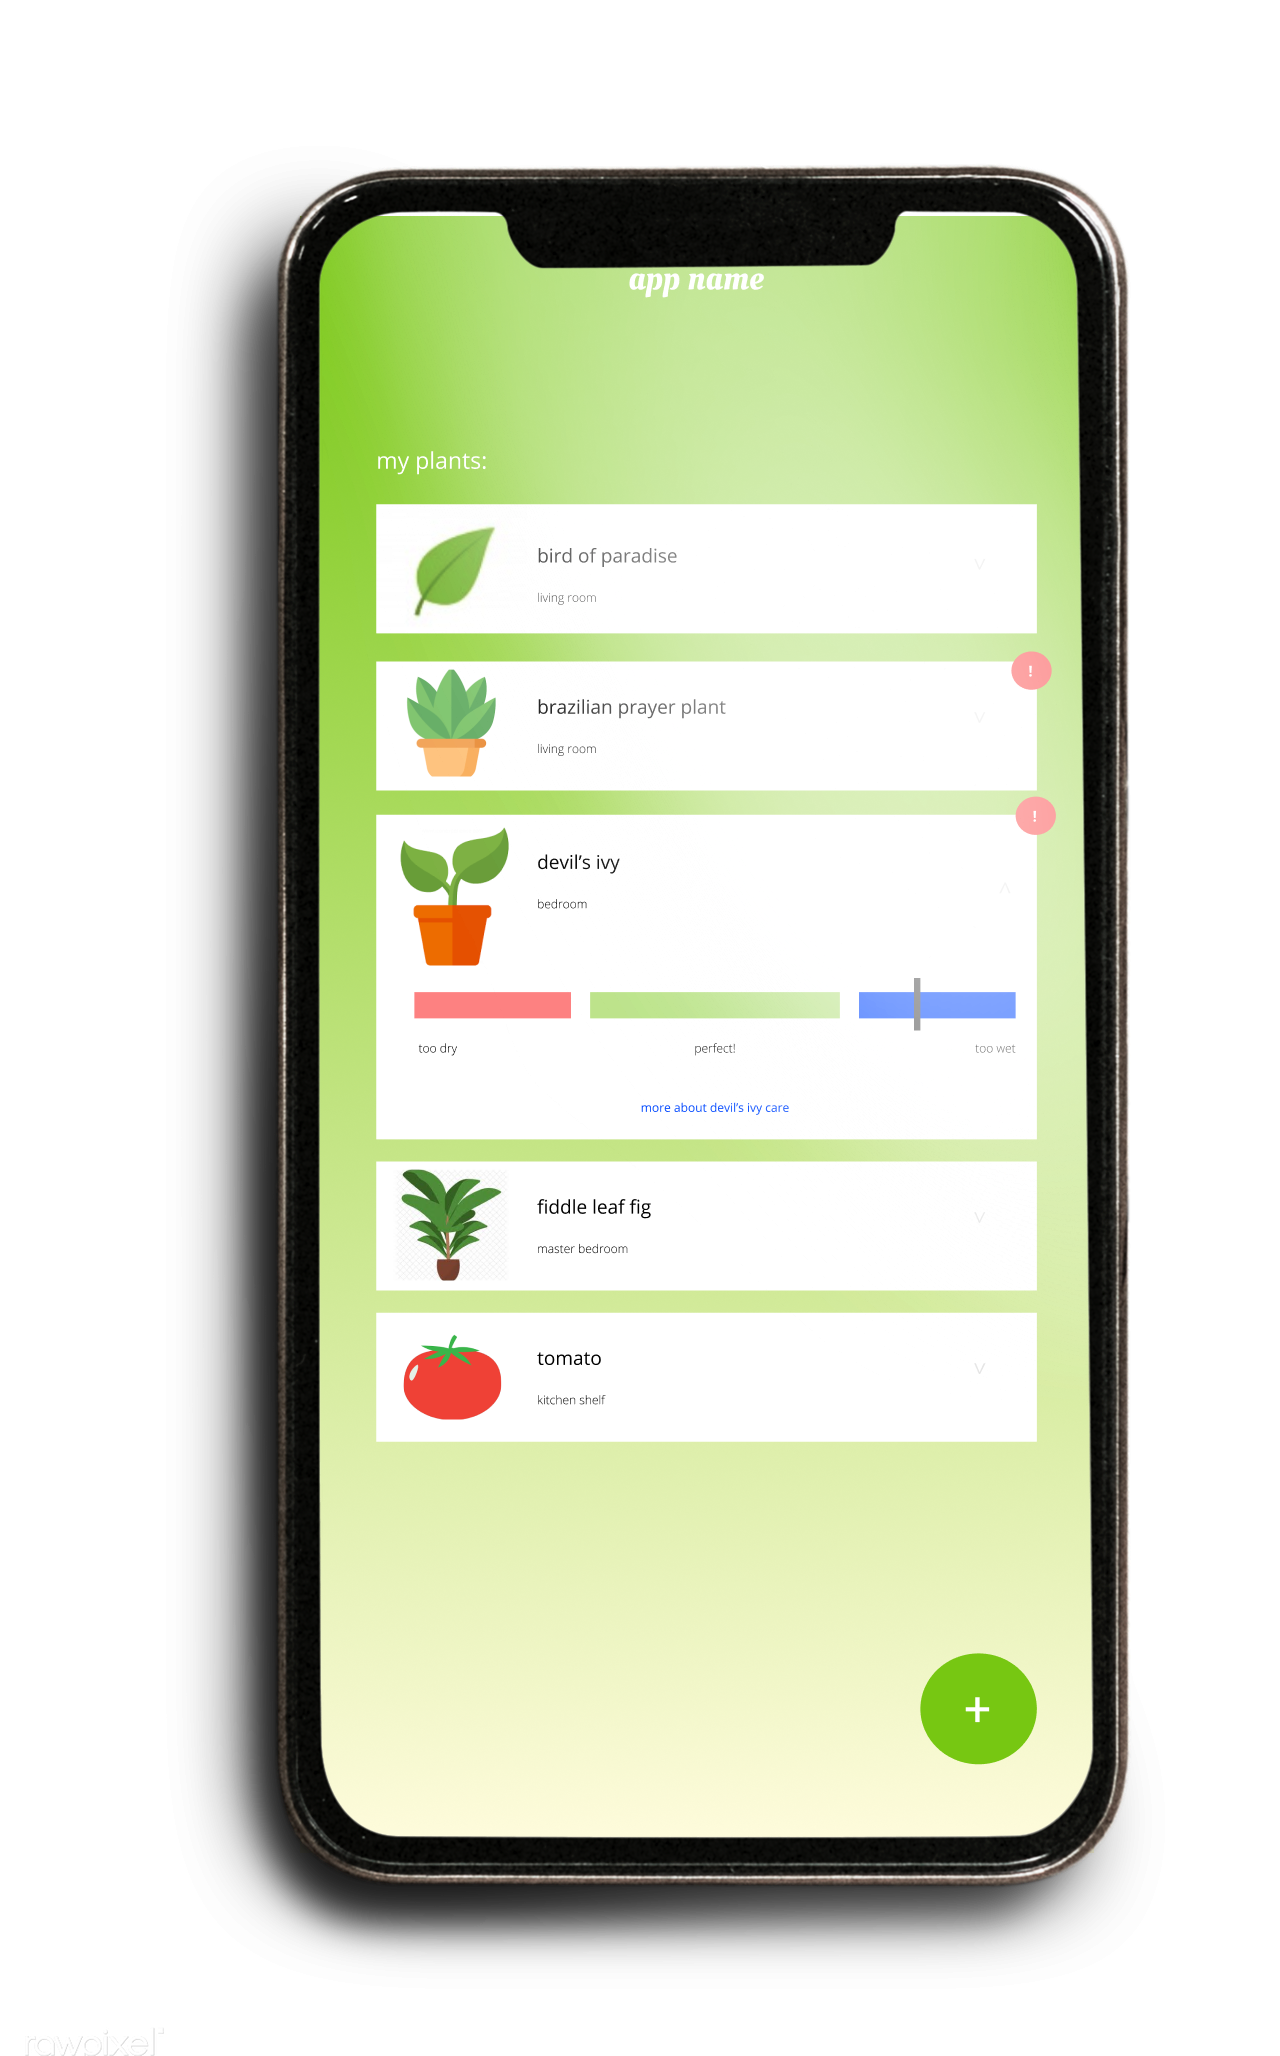 app name
my plants:
bird of paradise
living room
!
brazilian prayer plant
living room
!
devil's ivy
bedroom
too dry
perfect!
too wet
more about devil's ivy care
fiddle leaf fig
master bedroom
tomato
kitchen shelf
+
rawpixel